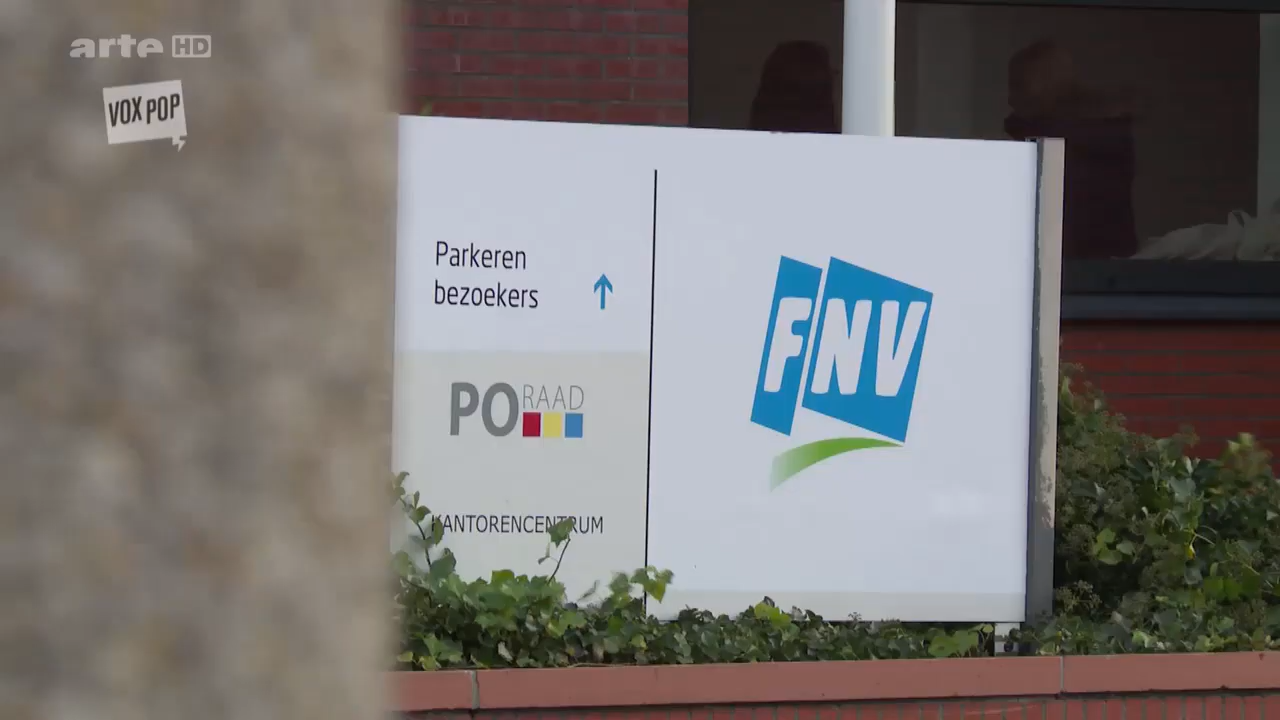 arte HD
VOX POP
Parkeren
bezoekers
PO RAAD
KANTORENCENTRUM
FNV